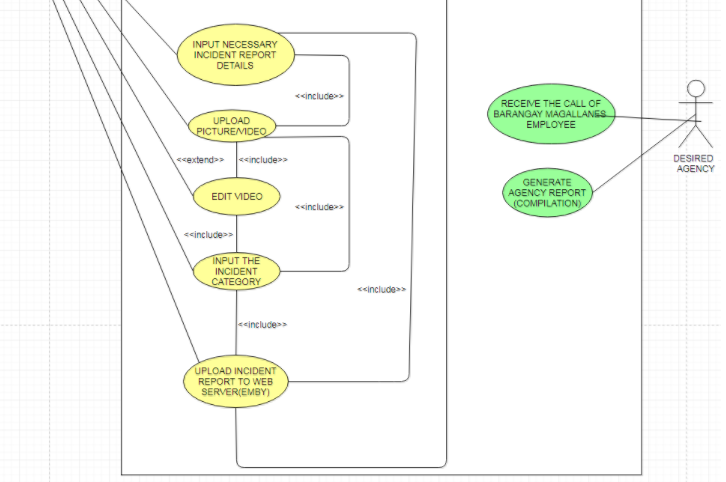 INPUT NECESSARY
INCIDENT REPORT
DETAILS
<<include>>
UPLOAD
PICTURE/VIDEO
<<extend>>
<<include>>
EDIT VIDEO
<<include>>
<<include>>
INPUT THE
INCIDENT
CATEGORY
<<include>>
<<include>>
UPLOAD INCIDENT
REPORT TO WEB
SERVER(EMBY)
RECEIVE THE CALL OF
BARANGAY MAGALLANES
EMPLOYEE
GENERATE
AGENCY REPORT
(COMPILATION)
DESIRED
AGENCY